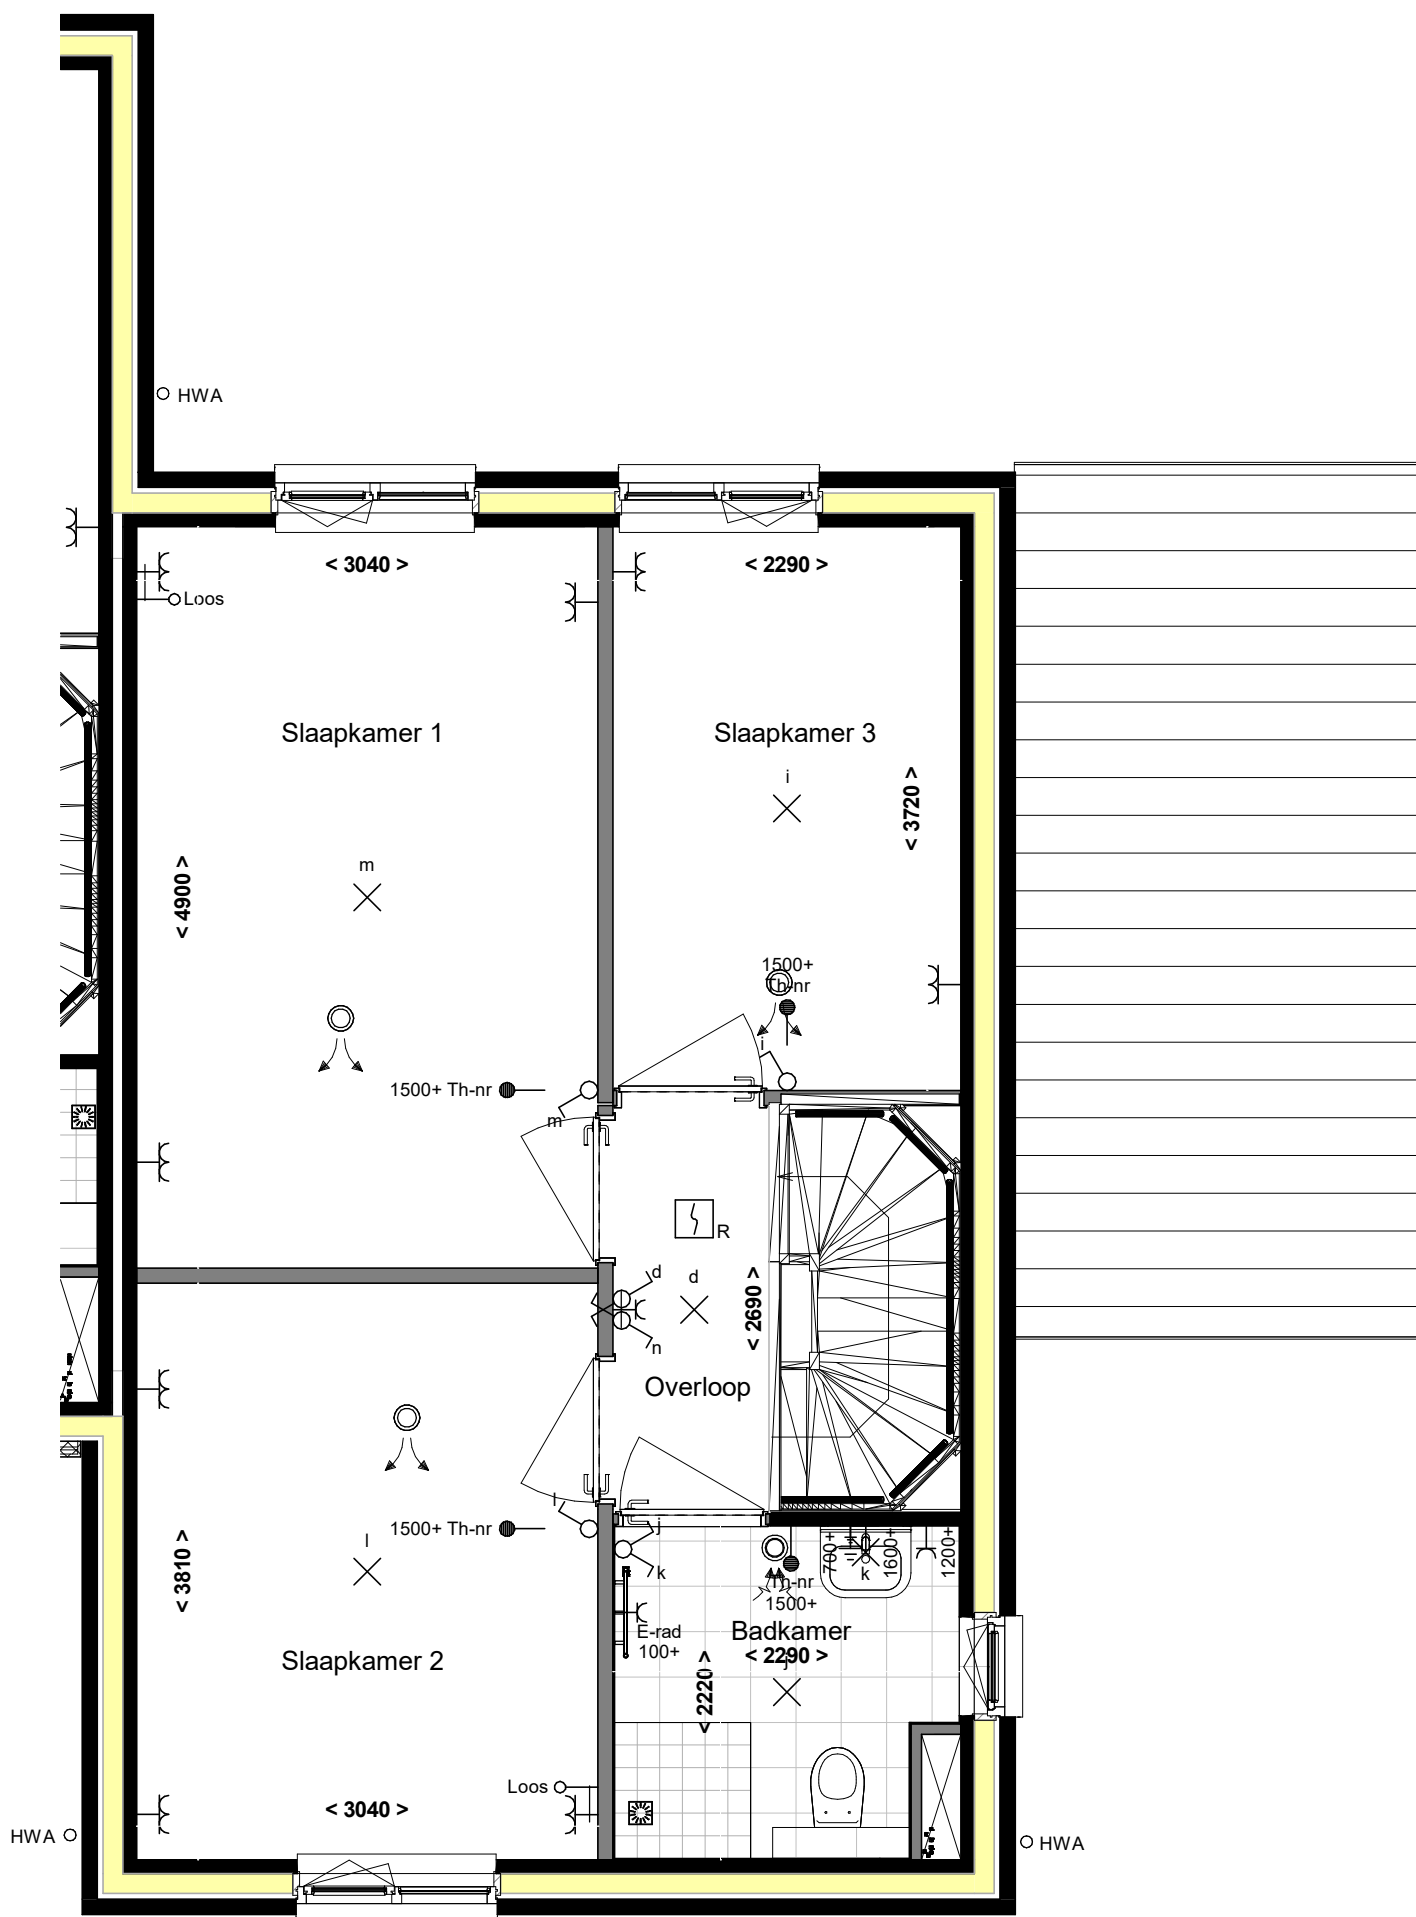 HWA
< 3040 >
< 2290 >
Loos
Slaapkamer 1
Slaapkamer 3
i
< 3720 >
m
< 4900 >
1500+
Th-nr
i
1500+ Th-nr
m
R
d
d
< 2690 >
n
Overloop
l
1500+ Th-nr
j
k
l
< 3810 >
700+
k
1600+
1200+
Th-nr
1500+
E-rad
100+
Badkamer
< 2290 >
j
< 2220 >
Slaapkamer 2
Loos
< 3040 >
HWA
HWA